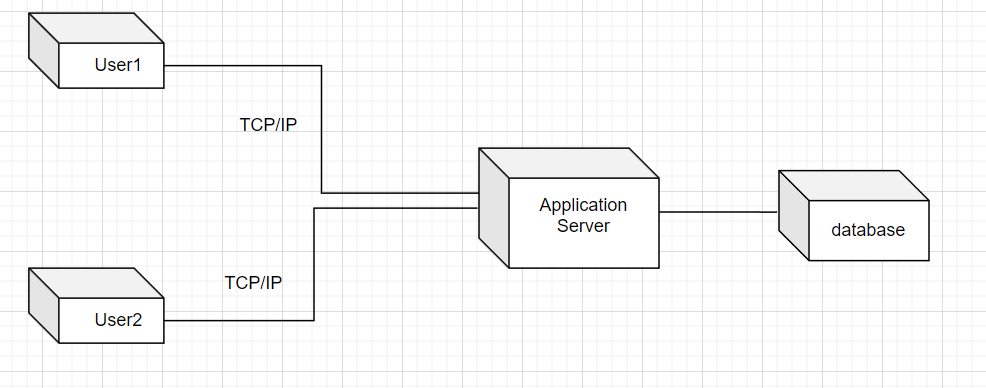 User1
TCP/IP
Application
Server
database
TCP/IP
User2